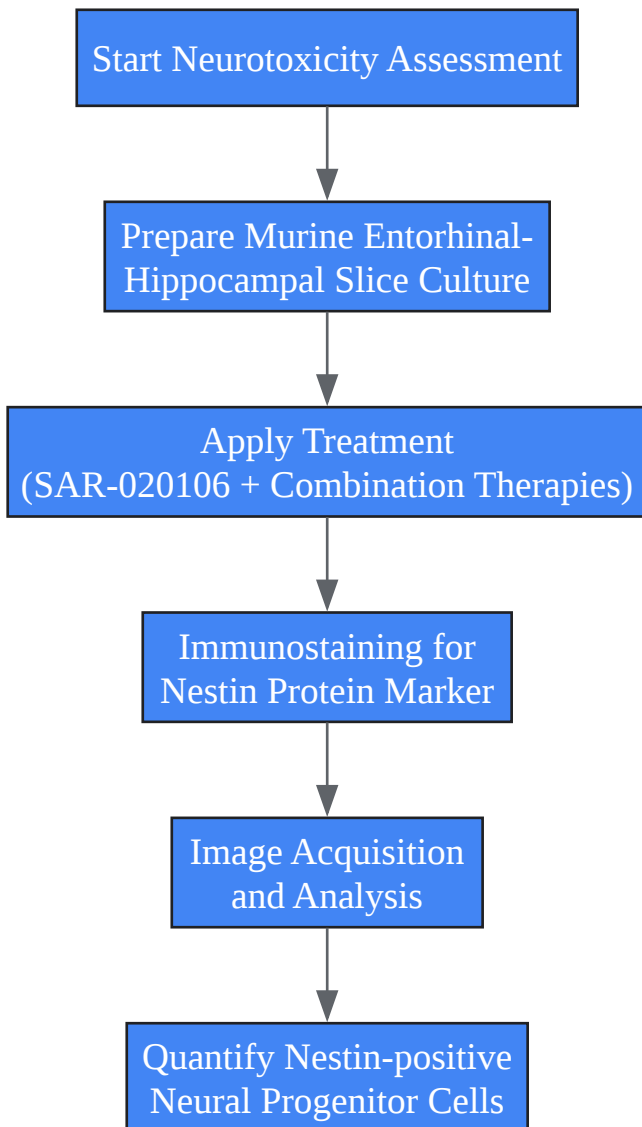 Start Neurotoxicity Assessment
Prepare Murine Entorhinal-
Hippocampal Slice Culture
Apply Treatment
(SAR-020106 + Combination Therapies)
Immunostaining for
Nestin Protein Marker
Image Acquisition
and Analysis
Quantify Nestin-positive
Neural Progenitor Cells